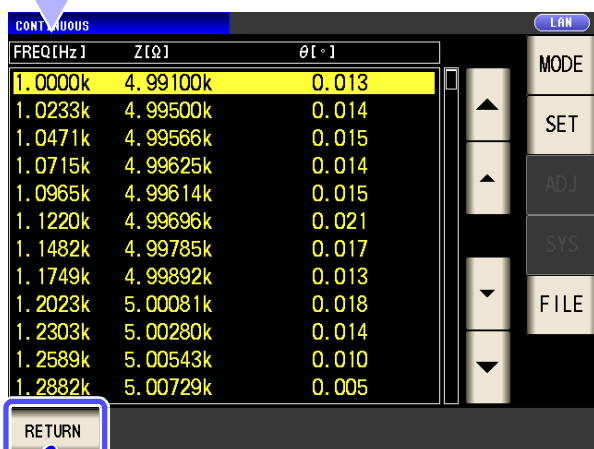 CONTINUOUS LAN
FREQ[Hz] Z[Ω] θ[°]
MODE
1.0000k 4.99100k 0.013
1.0233k 4.99500k 0.014
SET
1.0471k 4.99566k 0.015
1.0715k 4.99625k 0.014
ADJ
1.0965k 4.99614k 0.015
1.1220k 4.99696k 0.021
SYS
1.1482k 4.99785k 0.017
1.1749k 4.99892k 0.013
FILE
1.2023k 5.00081k 0.018
1.2303k 5.00280k 0.014
1.2589k 5.00543k 0.010
1.2882k 5.00729k 0.005
RETURN